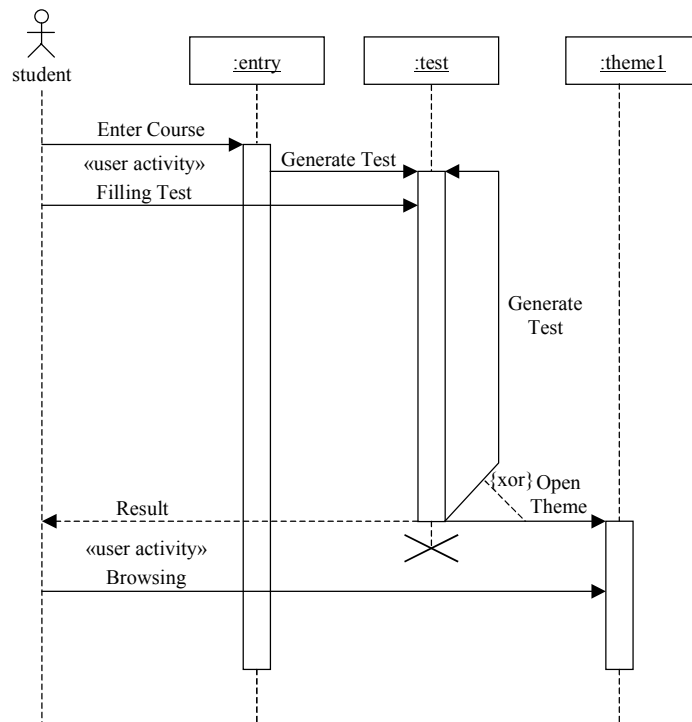 student
:entry
:test
:theme1
Enter Course
«user activity»
Generate Test
Filling Test
Generate
Test
{xor} Open
Theme
Result
«user activity»
Browsing